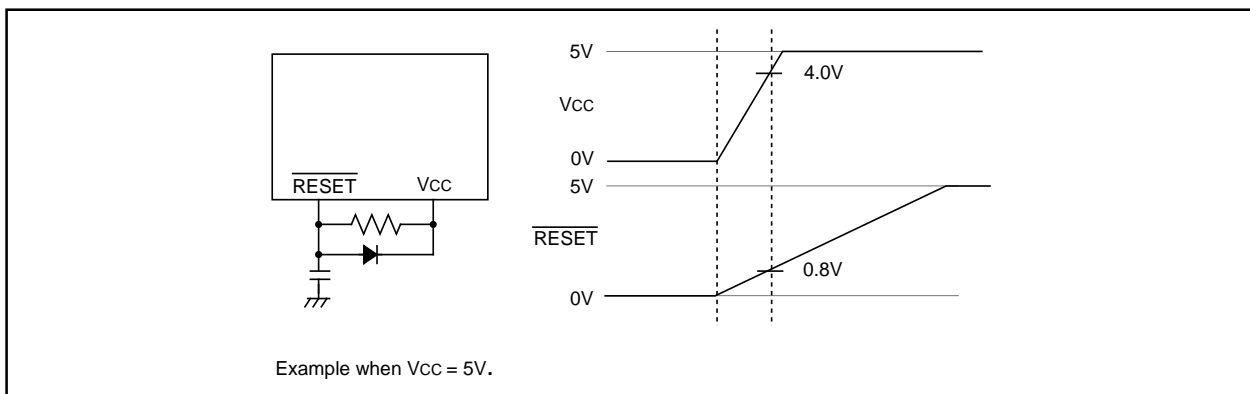 RESET VCC
5V
4.0V
VCC
0V
5V
RESET
0.8V
0V
Example when VCC = 5V.